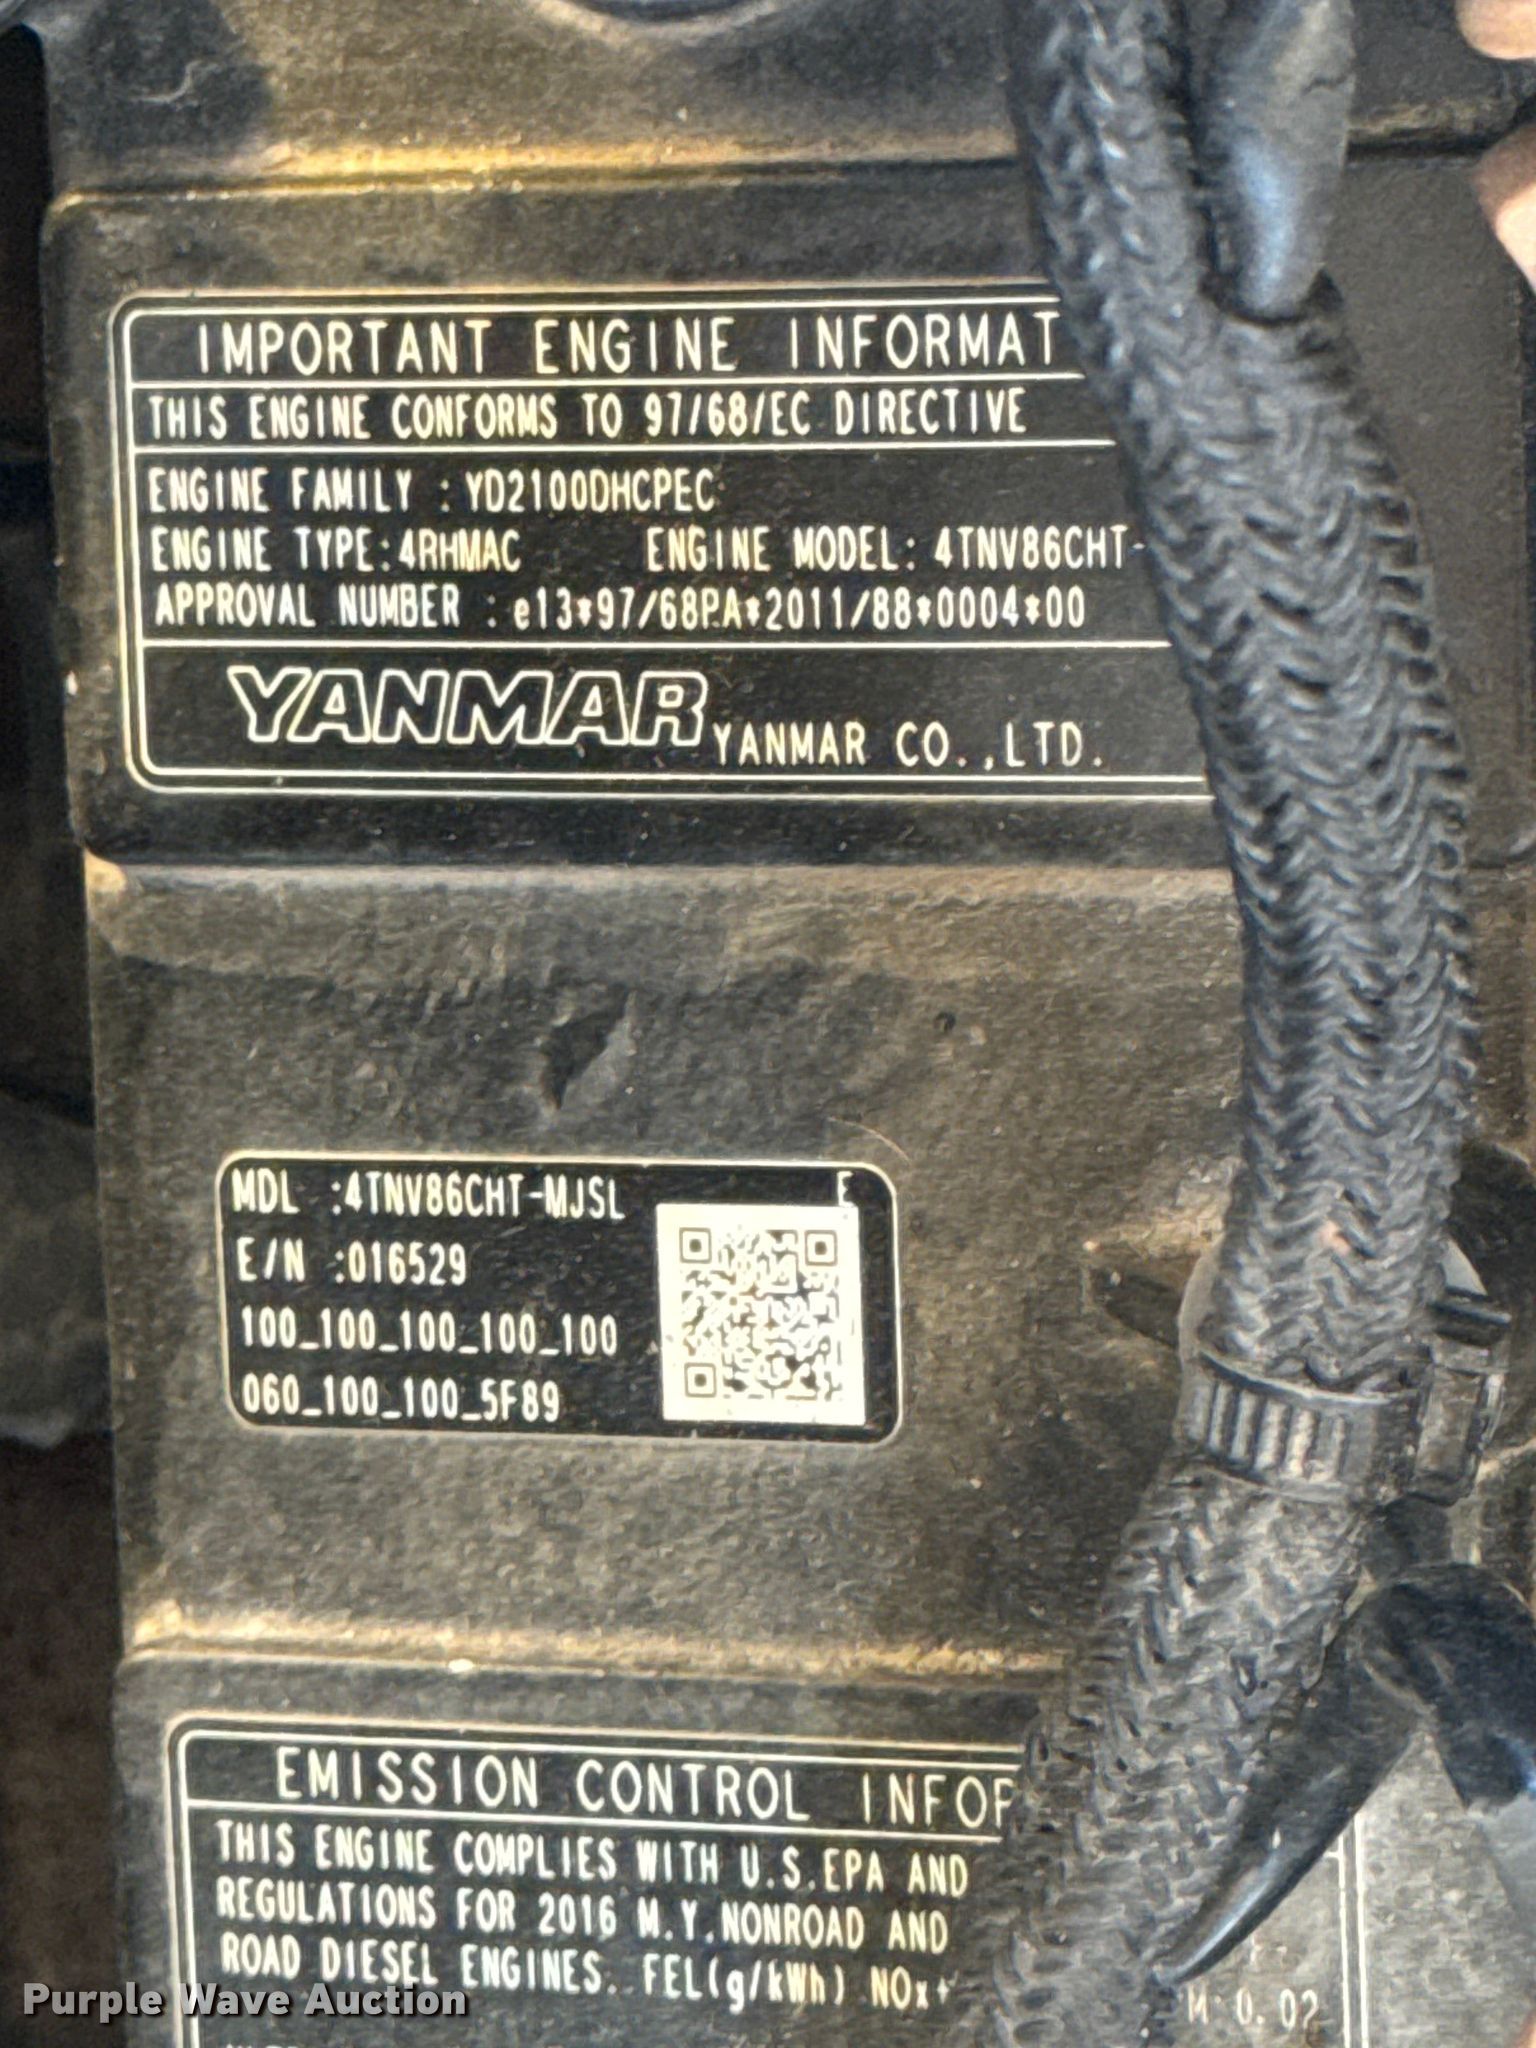 IMPORTANT ENGINE INFORMAT
THIS ENGINE CONFORMS TO 97/68/EC DIRECTIVE
ENGINE FAMILY : YD2100DHCPEC
ENGINE TYPE:4RHMAC ENGINE MODEL: 4TNV86CHT-
APPROVAL NUMBER : e13*97/68PA*2011/88*0004*00
YANMAR YANMAR CO.,LTD.
MDL :4TNV86CHT-MJSL E
E/N :016529
100_100_100_100_100
060_100_100_5F89
EMISSION CONTROL INFOR
THIS ENGINE COMPLIES WITH U.S.EPA AND
REGULATIONS FOR 2016 M.Y.NONROAD AND
ROAD DIESEL ENGINES. FEL(g/kWh) NOx+
M:0.02
Purple Wave Auction